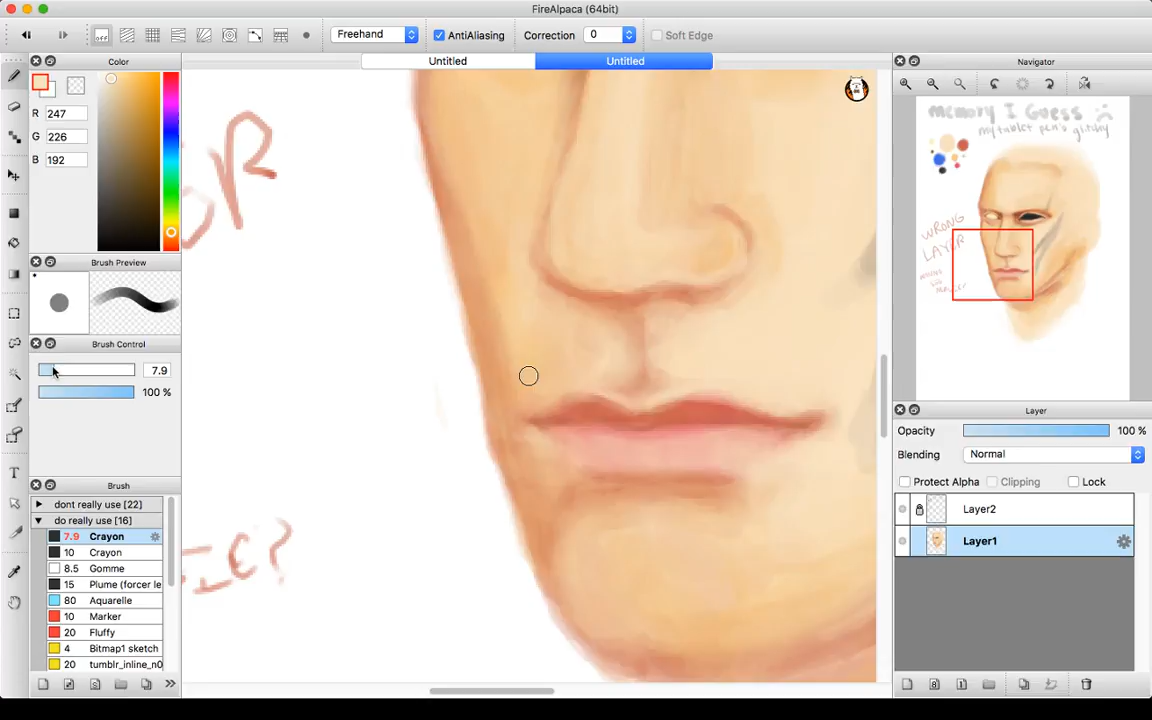 FireAlpaca (64bit)
off Freehand AntiAliasing Correction 0 Soft Edge
Untitled Untitled
Color
R 247
G 226
B 192
Brush Preview
Brush Control
7.9
100 %
Brush
dont really use [22]
do really use [16]
7.9 Crayon
10 Crayon
8.5 Gomme
15 Plume (forcer le
80 Aquarelle
10 Marker
20 Fluffy
4 Bitmap1 sketch
20 tumblr_inline_n0
OR
Navigator
memory I Guess
my tablet pen's glitchy
WRONG
LAYER
Layer
Opacity 100 %
Blending Normal
Protect Alpha Clipping Lock
Layer2
Layer1